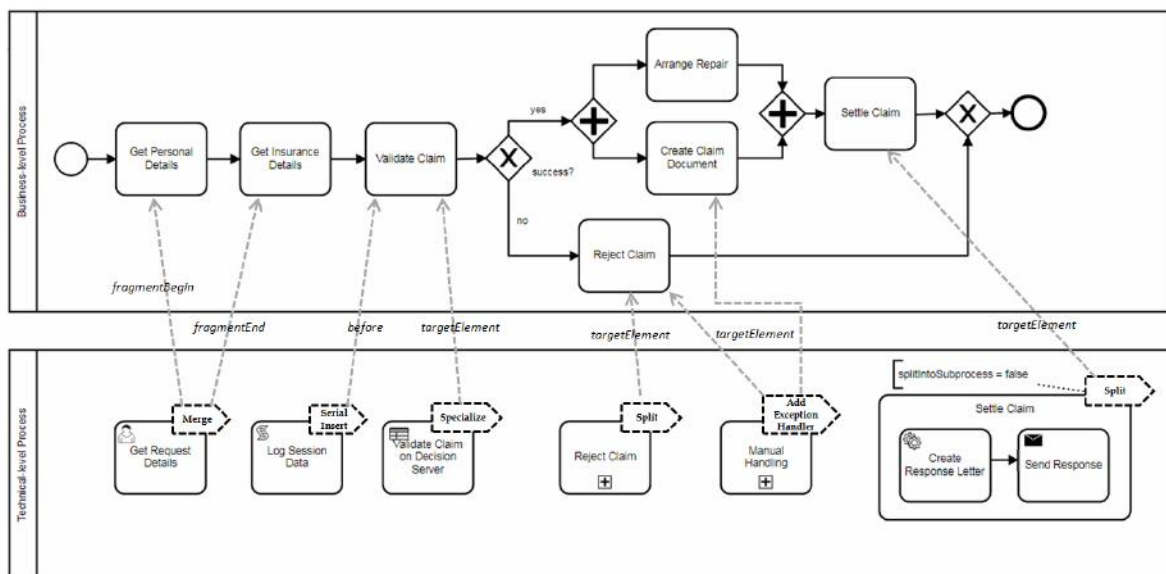 Business-level Process
Arrange Repair
yes
Settle Claim
Get Personal
Details
Get Insurance
Details
Validate Claim
Create Claim
Document
success?
no
Reject Claim
fragmentBegin
fragmentEnd
before
targetElement
targetElement
targetElement
targetElement
Technical-level Process
splitIntoSubprocess = false
Merge
Serial
Insert
Specialize
Split
Add
Exception
Handler
Split
Get Request
Details
Log Session
Data
Validate Claim
on Decision
Server
Reject Claim
Manual
Handling
Settle Claim
Create
Response Letter
Send Response